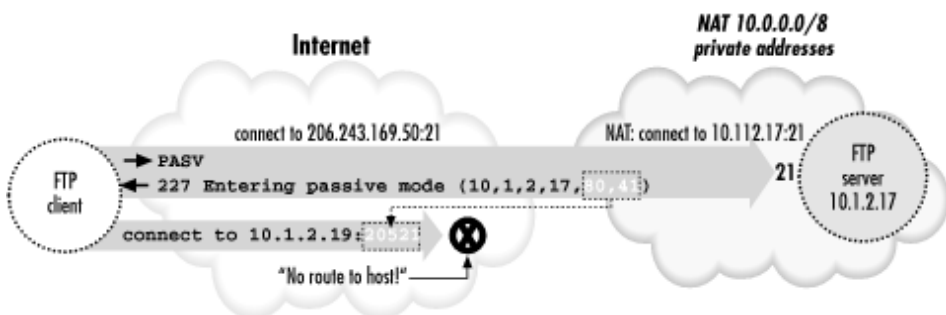 Internet
NAT 10.0.0.0/8
private addresses
connect to 206.243.169.50:21
NAT: connect to 10.112.17:21
PASV
227 Entering passive mode (10,1,2,17,80,41)
21
FTP
client
FTP
server
10.1.2.17
connect to 10.1.2.19:20521
"No route to host!"